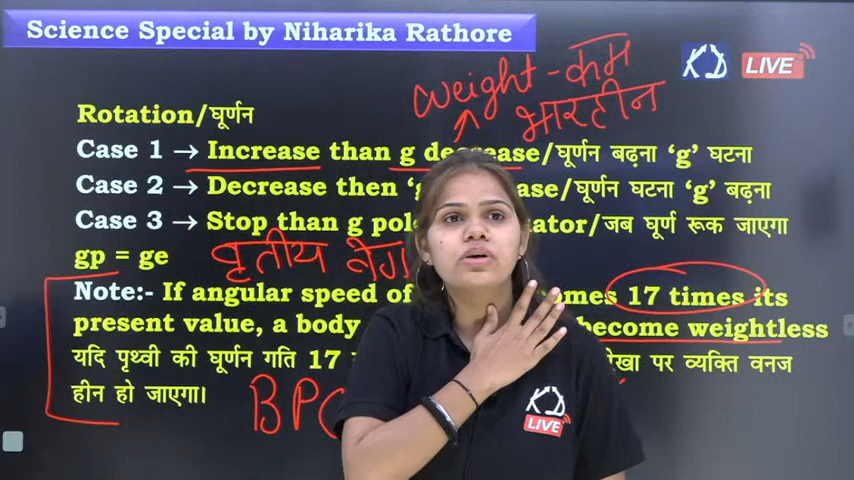 Science Special by Niharika Rathore
KD LIVE
weight - कम
भारहीन
Rotation/घूर्णन
Case 1 → Increase than g decrease/घूर्णन बढ़ना ‘g’ घटना
Case 2 → Decrease then ‘g ase/घूर्णन घटना ‘g’ बढ़ना
Case 3 → Stop than g pol ator/जब घूर्ण रूक जाएगा
gp = ge
Note:- If angular speed of omes 17 times its
present value, a body become weightless
यदि पृथ्वी की घूर्णन गति 17 पर व्यक्ति वनज
हीन हो जाएगा।
BPC
KD
LIVE